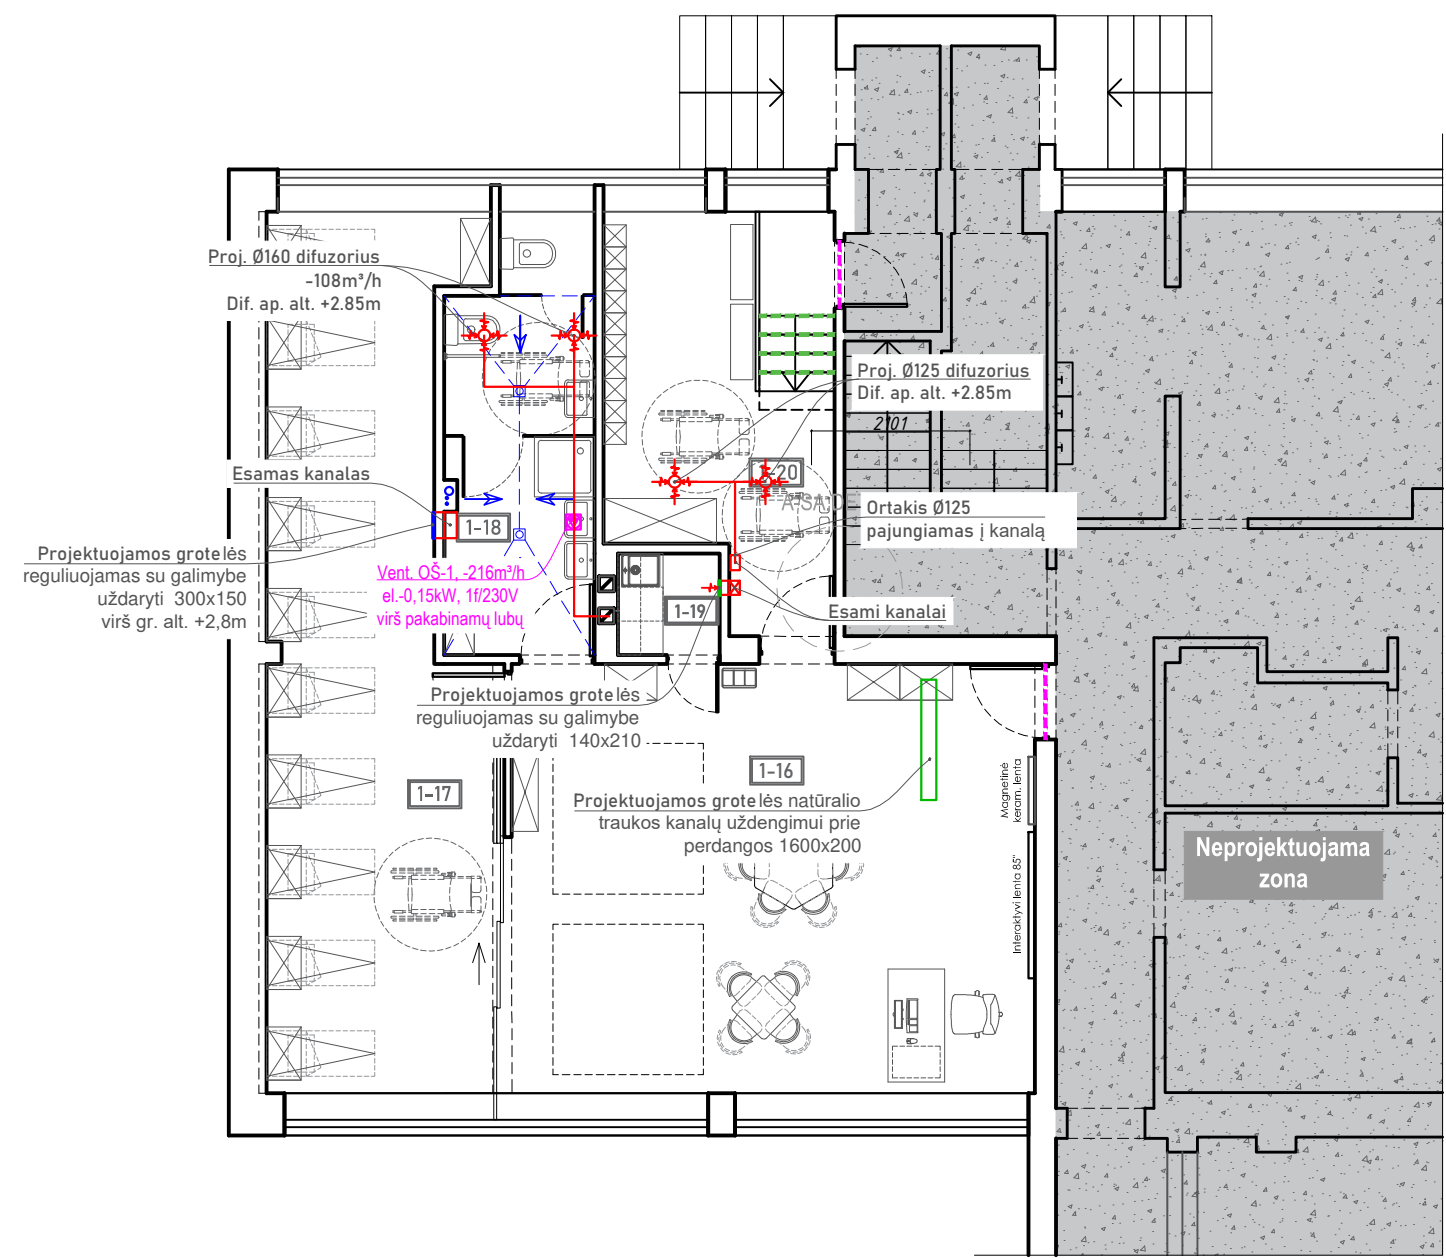 Proj. Ø160 difuzorius
-108m³/h
Dif. ap. alt. +2.85m
Proj. Ø125 difuzorius
Dif. ap. alt. +2.85m
2101
1-20
Esamas kanalas
1-18
Ortakis Ø125
pajungiamas į kanalą
Projektuojamos grotelės
reguliuojamas su galimybe
uždaryti 300x150
virš gr. alt. +2,8m
Vent. OŠ-1, -216m³/h
el.-0,15kW, 1f/230V
virš pakabinamų lubų
1-19
Esami kanalai
Projektuojamos grotelės
reguliuojamas su galimybe
uždaryti 140x210
1-16
1-17
Projektuojamos grotelės natūralio
traukos kanalų uždengimui prie
perdangos 1600x200
Magnetinė
keram. lenta
Interaktyvi lenta 85"
Neprojektuojama
zona